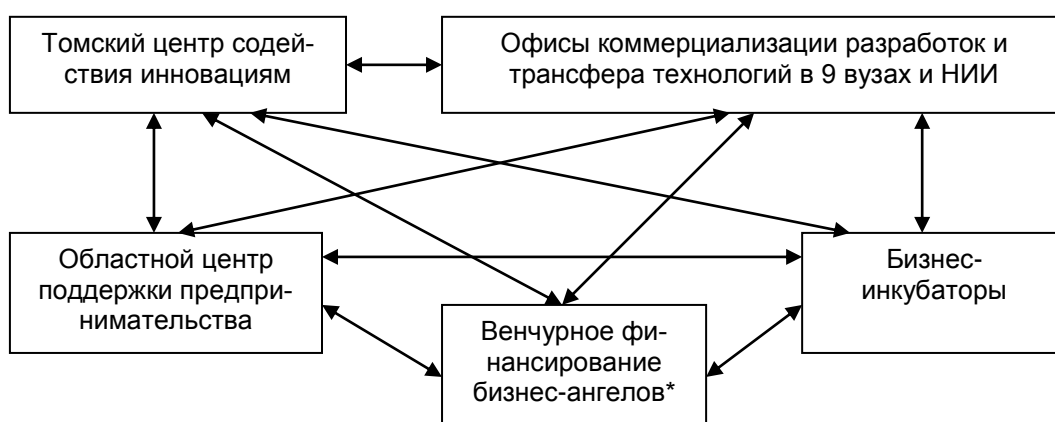 Томский центр содей-
ствия инновациям
Офисы коммерциализации разработок и
трансфера технологий в 9 вузах и НИИ
Областной центр
поддержки предпри-
нимательства
Венчурное фи-
нансирование
бизнес-ангелов*
Бизнес-
инкубаторы